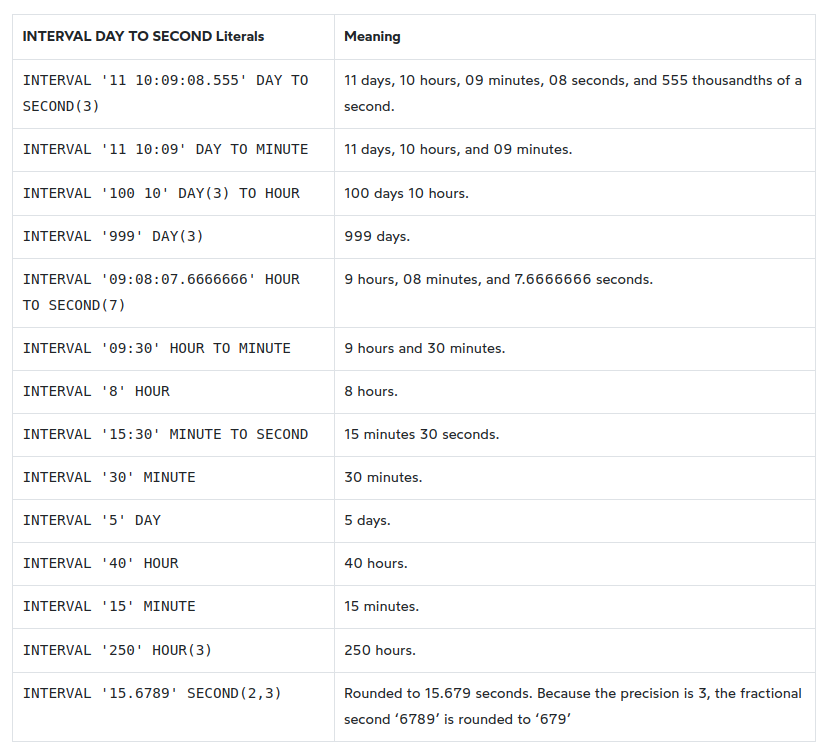 INTERVAL DAY TO SECOND Literals Meaning
INTERVAL '11 10:09:08.555' DAY TO
SECOND(3)
11 days, 10 hours, 09 minutes, 08 seconds, and 555 thousandths of a
second.
INTERVAL '11 10:09' DAY TO MINUTE 11 days, 10 hours, and 09 minutes.
INTERVAL '100 10' DAY(3) TO HOUR 100 days 10 hours.
INTERVAL '999' DAY(3) 999 days.
INTERVAL '09:08:07.6666666' HOUR
TO SECOND(7)
9 hours, 08 minutes, and 7.6666666 seconds.
INTERVAL '09:30' HOUR TO MINUTE 9 hours and 30 minutes.
INTERVAL '8' HOUR 8 hours.
INTERVAL '15:30' MINUTE TO SECOND 15 minutes 30 seconds.
INTERVAL '30' MINUTE 30 minutes.
INTERVAL '5' DAY 5 days.
INTERVAL '40' HOUR 40 hours.
INTERVAL '15' MINUTE 15 minutes.
INTERVAL '250' HOUR(3) 250 hours.
INTERVAL '15.6789' SECOND(2,3)
Rounded to 15.679 seconds. Because the precision is 3, the fractional
second ‘6789’ is rounded to ‘679’